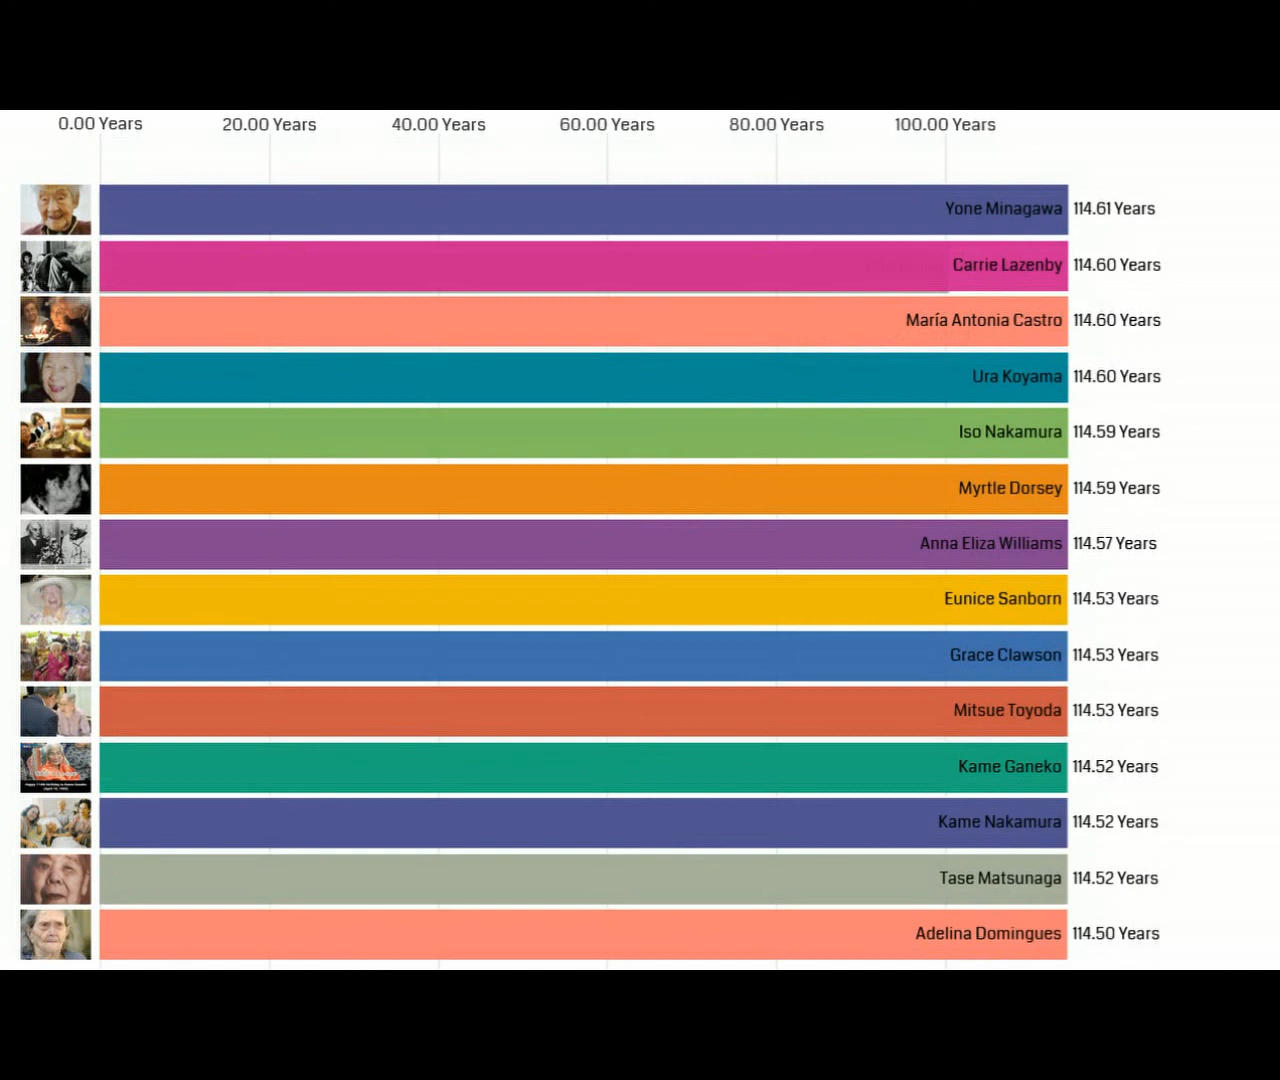 0.00 Years 20.00 Years 40.00 Years 60.00 Years 80.00 Years 100.00 Years
Yone Minagawa 114.61 Years
Carrie Lazenby 114.60 Years
María Antonia Castro 114.60 Years
Ura Koyama 114.60 Years
Iso Nakamura 114.59 Years
Myrtle Dorsey 114.59 Years
Anna Eliza Williams 114.57 Years
Eunice Sanborn 114.53 Years
Grace Clawson 114.53 Years
Mitsue Toyoda 114.53 Years
Kame Ganeko 114.52 Years
Kame Nakamura 114.52 Years
Tase Matsunaga 114.52 Years
Adelina Domingues 114.50 Years